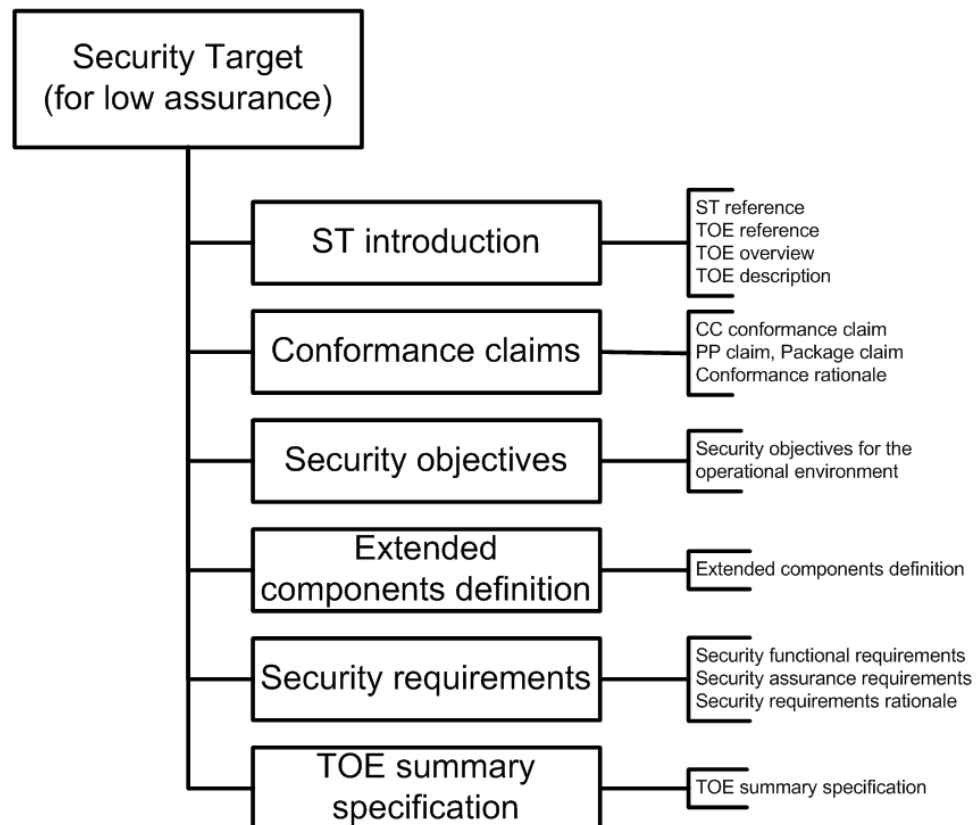 Security Target
(for low assurance)
ST introduction
ST reference
TOE reference
TOE overview
TOE description
Conformance claims
CC conformance claim
PP claim, Package claim
Conformance rationale
Security objectives
Security objectives for the
operational environment
Extended
components definition
Extended components definition
Security requirements
Security functional requirements
Security assurance requirements
Security requirements rationale
TOE summary
specification
TOE summary specification